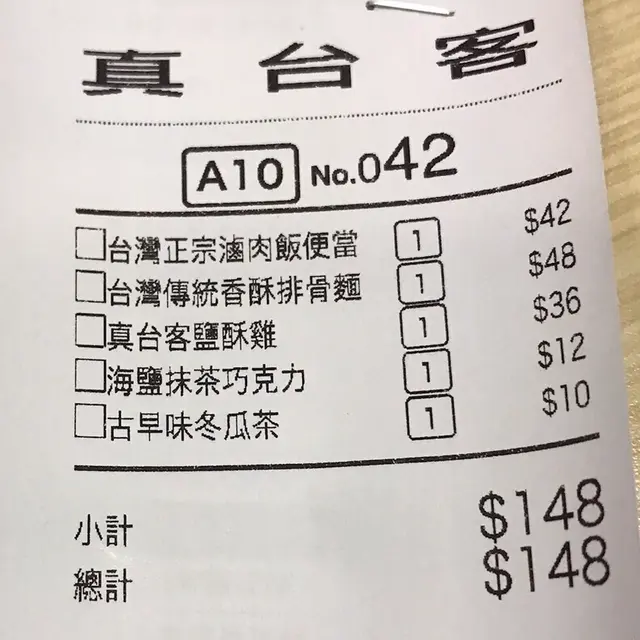 真台客
A10 No.042
台灣正宗滷肉飯便當 1 $42
台灣傳統香酥排骨麵 1 $48
真台客鹽酥雞 1 $36
海鹽抹茶巧克力 1 $12
古早味冬瓜茶 1 $10
小計 $148
總計 $148